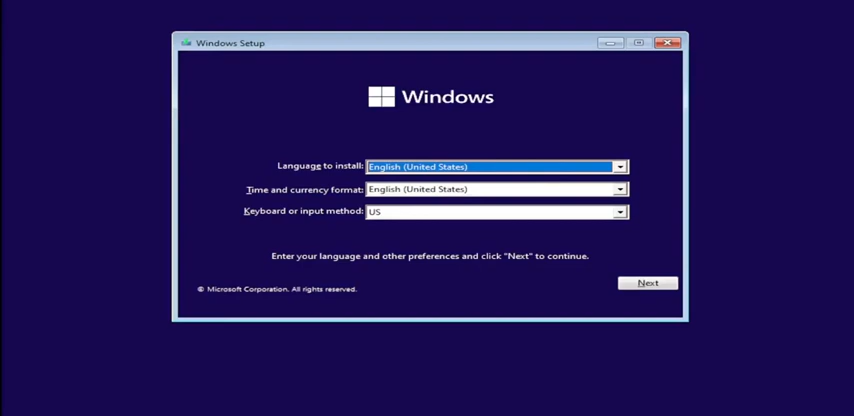 Windows Setup
Windows
Language to install: English (United States)
Time and currency format: English (United States)
Keyboard or input method: US
Enter your language and other preferences and click "Next" to continue.
© Microsoft Corporation. All rights reserved.
Next